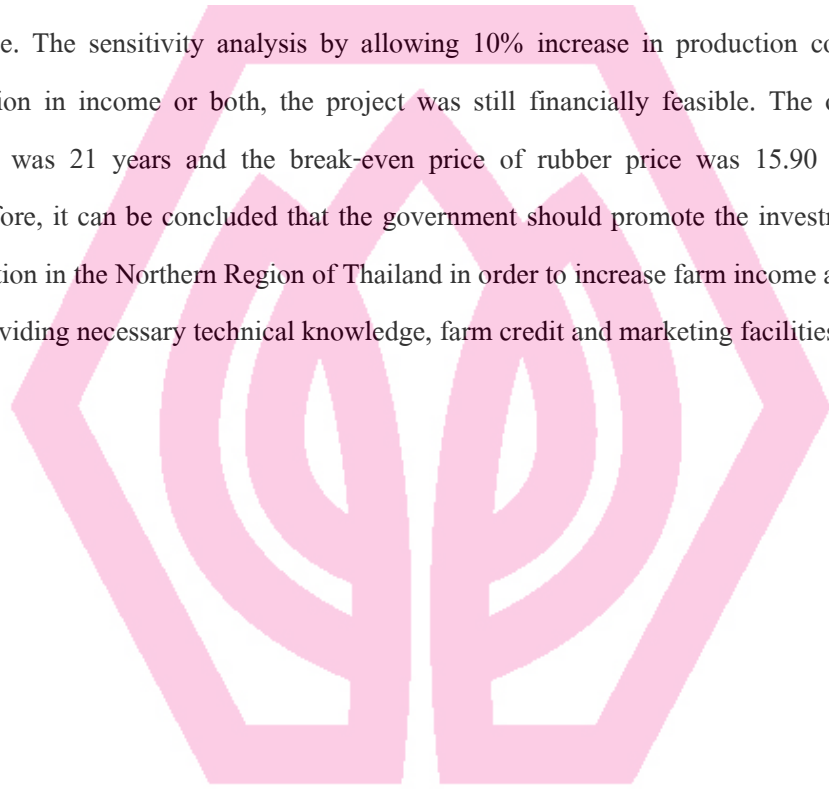 e. The sensitivity analysis by allowing 10% increase in production co
ion in income or both, the project was still financially feasible. The
was 21 years and the break-even price of rubber price was 15.90
fore, it can be concluded that the government should promote the invest
tion in the Northern Region of Thailand in order to increase farm income
viding necessary technical knowledge, farm credit and marketing facilities